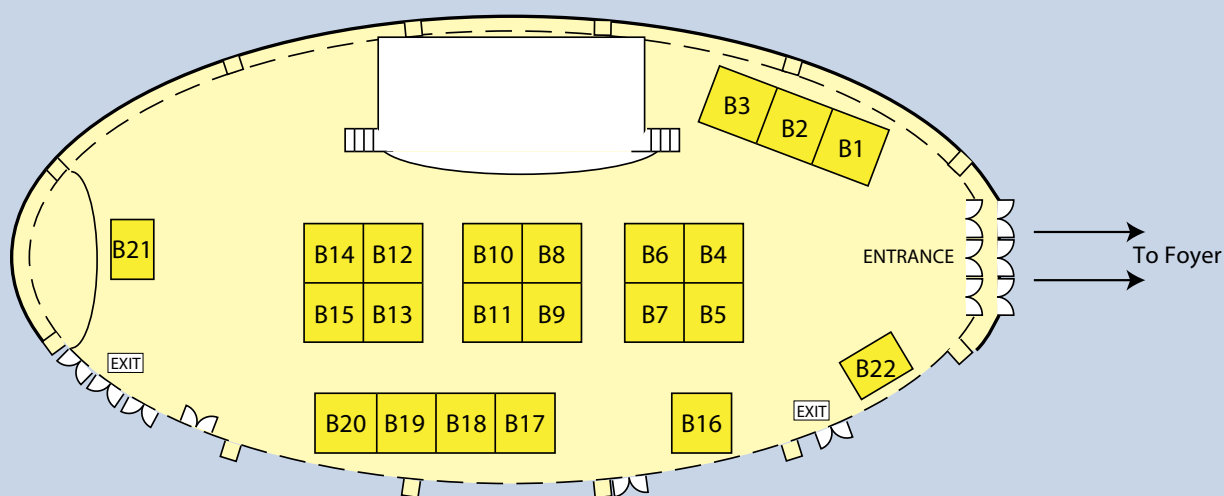 B3
B2
B1
B21
B14 B12
B10 B8
B6 B4
ENTRANCE
To Foyer
B15 B13
B11 B9
B7 B5
EXIT
B22
EXIT
B20 B19 B18 B17
B16